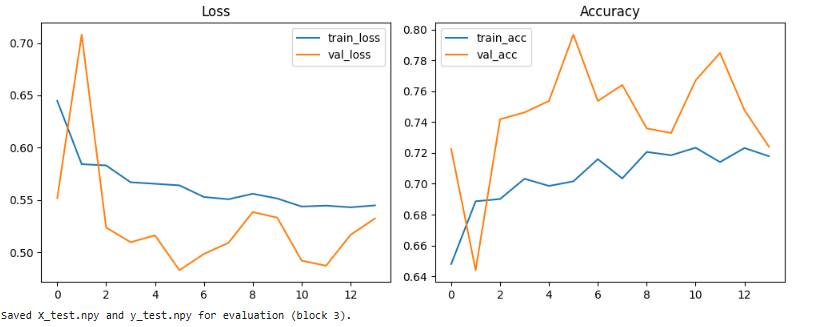 Loss
train_loss
val_loss
0.70
0.65
0.60
0.55
0.50
0 2 4 6 8 10 12
Accuracy
train_acc
val_acc
0.80
0.78
0.76
0.74
0.72
0.70
0.68
0.66
0.64
0 2 4 6 8 10 12
Saved X_test.npy and y_test.npy for evaluation (block 3).